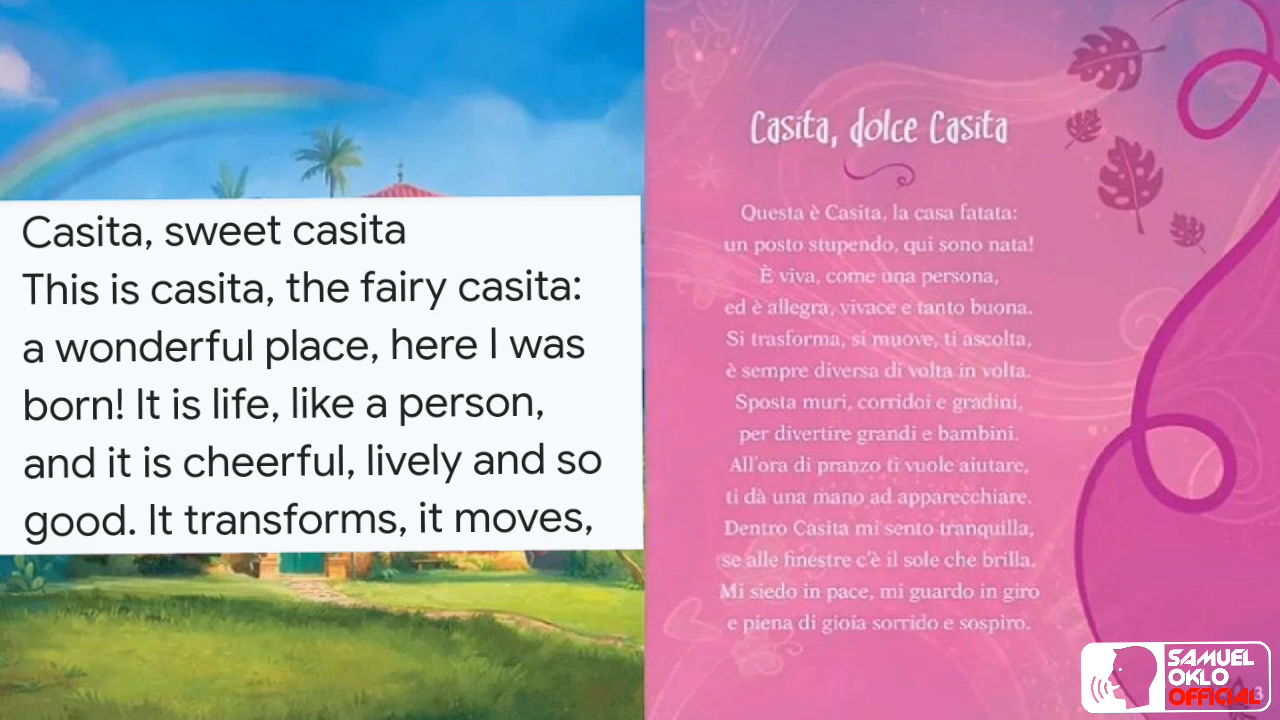 Casita, sweet casita
This is casita, the fairy casita:
a wonderful place, here I was
born! It is life, like a person,
and it is cheerful, lively and so
good. It transforms, it moves,
Casita, dolce Casita
Questa è Casita, la casa fatata:
un posto stupendo, qui sono nata!
È viva, come una persona,
ed è allegra, vivace e tanto buona.
Si trasforma, si muove, ti ascolta,
è sempre diversa di volta in volta.
Sposta muri, corridoi e gradini,
per divertire grandi e bambini.
All'ora di pranzo ti vuole aiutare,
ti dà una mano ad apparecchiare.
Dentro Casita mi sento tranquilla,
se alle finestre c'è il sole che brilla.
Mi siedo in pace, mi guardo in giro
e piena di gioia sorrido e sospiro.
SAMUEL
OKLO
OFFICIAL
3